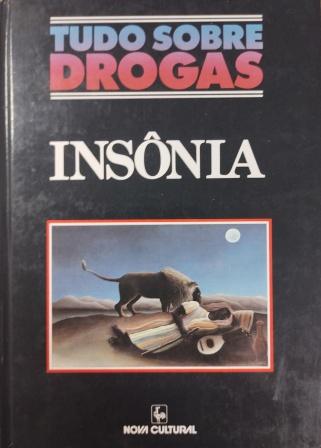 TUDO SOBRE
DROGAS
INSÔNIA
NOVA CULTURAL